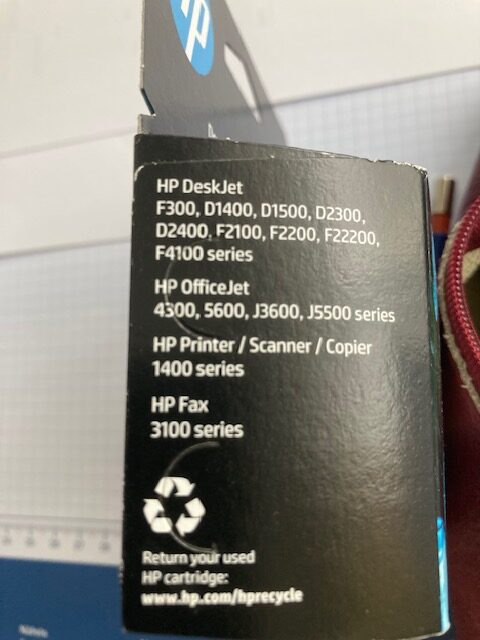 hp
HP DeskJet
F300, D1400, D1500, D2300,
D2400, F2100, F2200, F22200,
F4100 series
HP OfficeJet
4300, 5600, J3600, J5500 series
HP Printer / Scanner / Copier
1400 series
HP Fax
3100 series
Return your used
HP cartridge:
www.hp.com/hprecycle